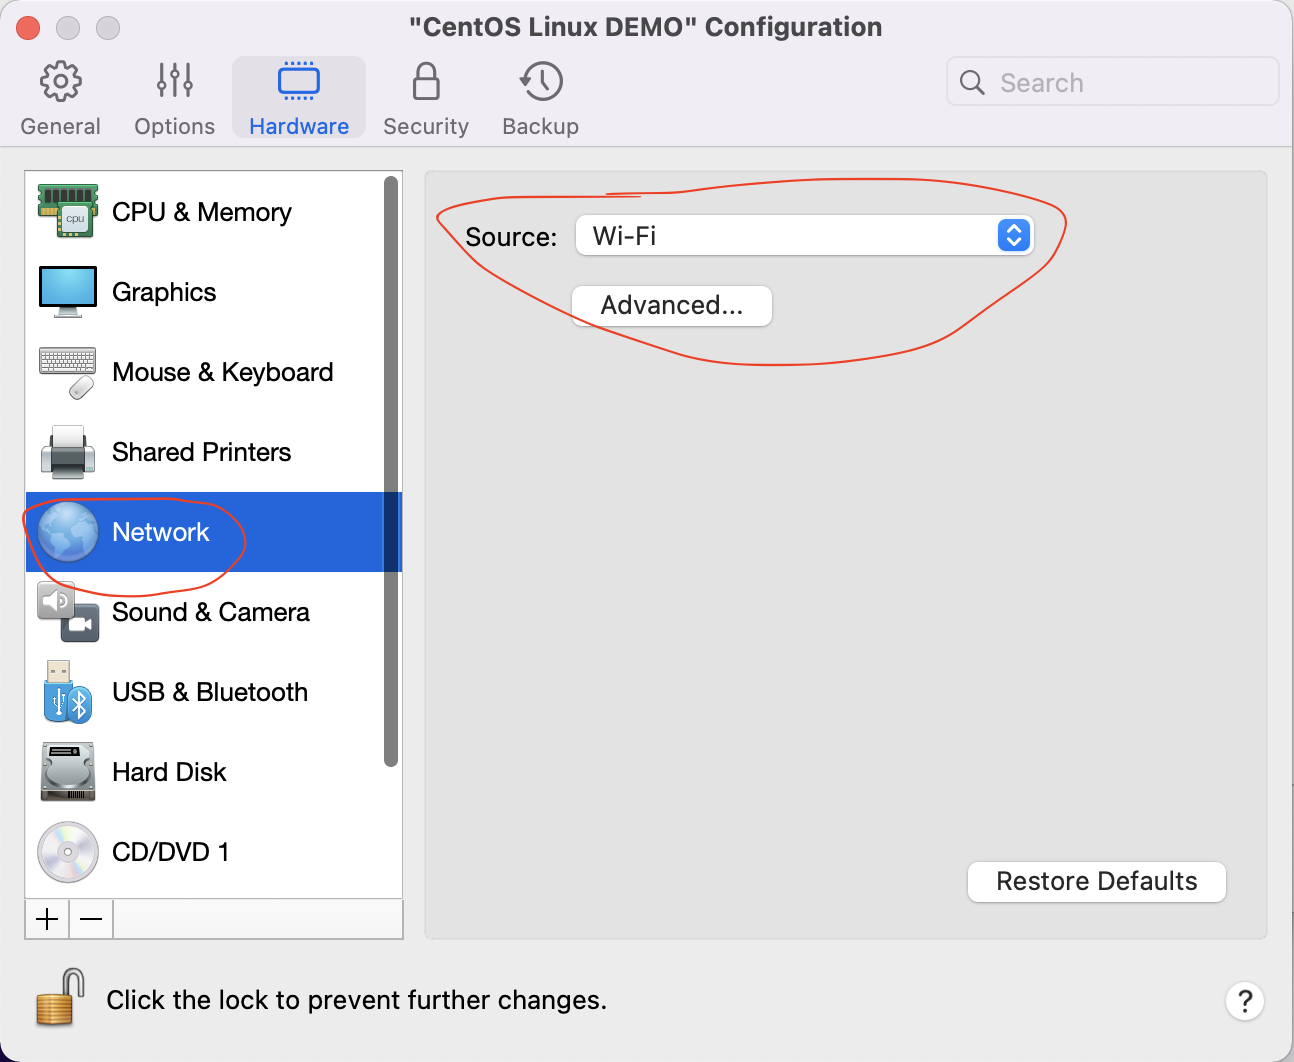 "CentOS Linux DEMO" Configuration
General
Options
Hardware
Security
Backup
Search
cpu
CPU & Memory
Graphics
Mouse & Keyboard
Shared Printers
Network
Sound & Camera
USB & Bluetooth
Hard Disk
CD/DVD 1
Source:
Wi-Fi
Advanced...
Restore Defaults
Click the lock to prevent further changes.
?